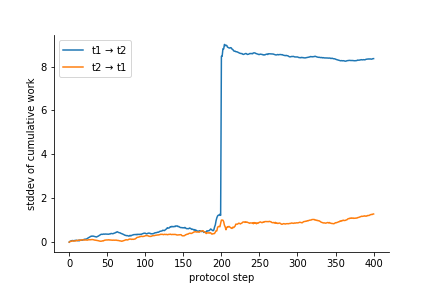 t1 → t2
t2 → t1
stddev of cumulative work
8
6
4
2
0
0 50 100 150 200 250 300 350 400
protocol step